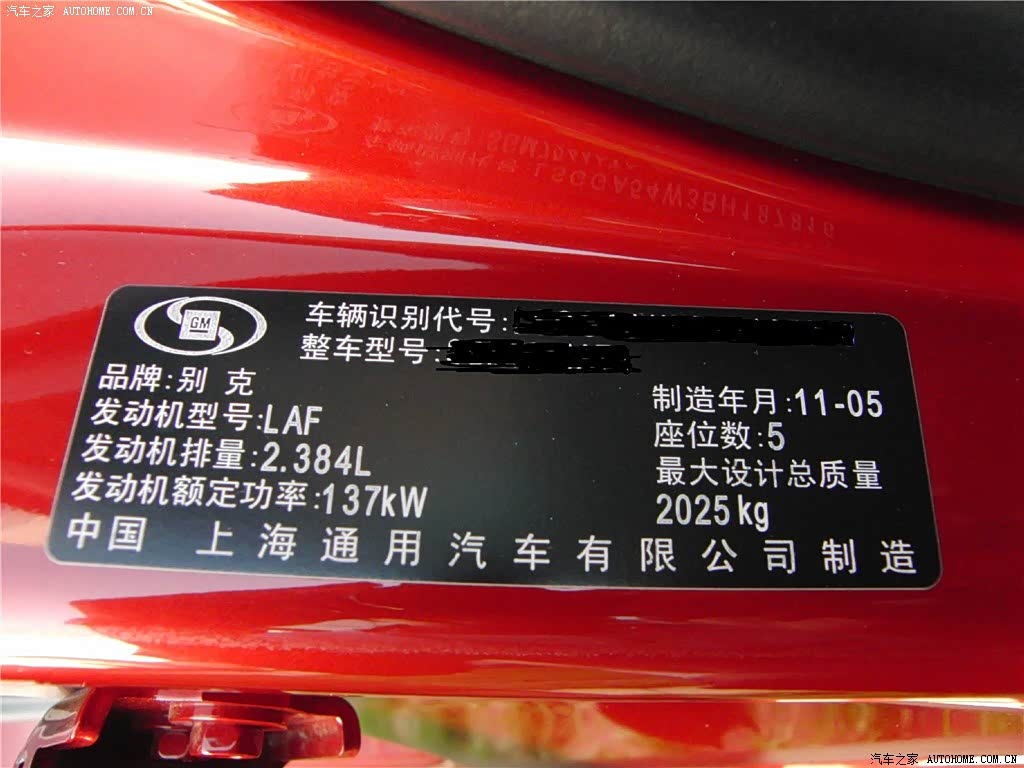 汽车之家 AUTOHOME.COM.CN
GM
车辆识别代号:
整车型号:
品牌:别 克
发动机型号:LAF
发动机排量:2.384L
发动机额定功率:137kW
制造年月:11-05
座位数:5
最大设计总质量
2025kg
中国 上海通用汽车有限公司制造
汽车之家 AUTOHOME.COM.CN